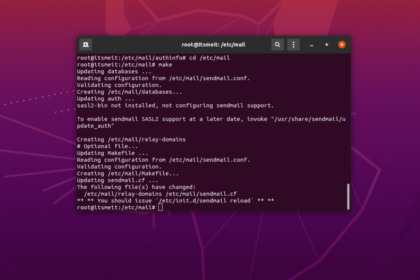 root@itsmeit: /etc/mail
root@itsmeit:/etc/mail/authinfo# cd /etc/mail
root@itsmeit:/etc/mail# make
Updating databases ...
Reading configuration from /etc/mail/sendmail.conf.
Validating configuration.
Creating /etc/mail/databases...
Updating auth ...
sasl2-bin not installed, not configuring sendmail support.
To enable sendmail SASL2 support at a later date, invoke "/usr/share/sendmail/u
pdate_auth"
Creating /etc/mail/relay-domains
# Optional file...
Updating Makefile ...
Reading configuration from /etc/mail/sendmail.conf.
Validating configuration.
Creating /etc/mail/Makefile...
Updating sendmail.cf ...
The following file(s) have changed:
/etc/mail/relay-domains /etc/mail/sendmail.cf
** ** You should issue `/etc/init.d/sendmail reload` ** **
root@itsmeit:/etc/mail#